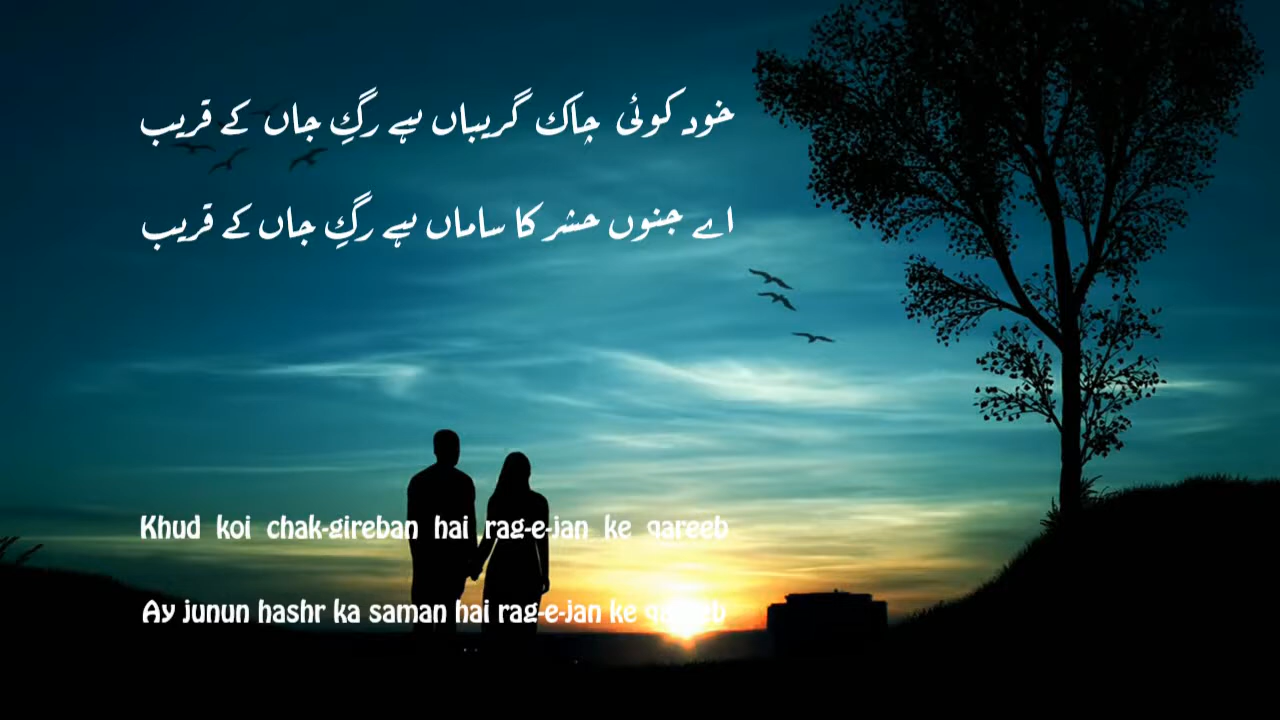 خود کوئی چاک گریباں ہے رگِ جاں کے قریب
اے جنوں حشر کا ساماں ہے رگِ جاں کے قریب
Khud koi chak-gireban hai rag-e-jan ke qareeb
Ay junun hashr ka saman hai rag-e-jan ke qareeb